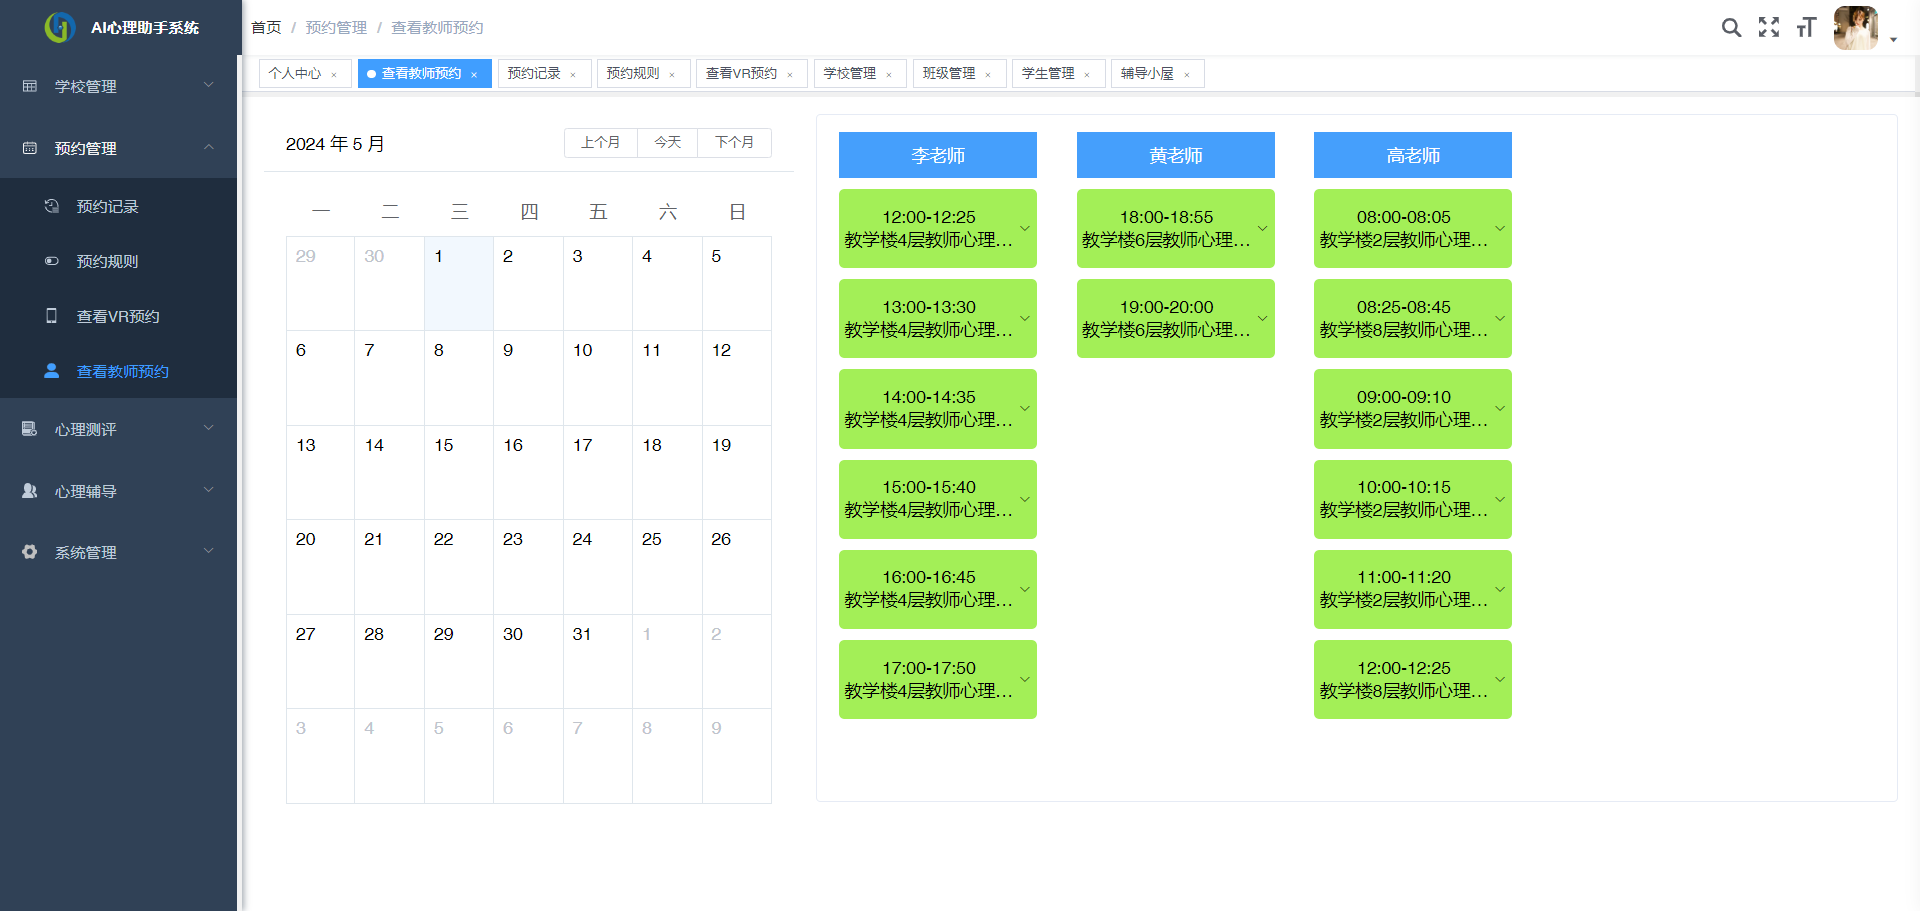 AI心理助手系统
首页 / 预约管理 / 查看教师预约
个人中心 × 查看教师预约 × 预约记录 × 预约规则 × 查看VR预约 × 学校管理 × 班级管理 × 学生管理 × 辅导小屋 ×
学校管理
预约管理
预约记录
预约规则
查看VR预约
查看教师预约
心理测评
心理辅导
系统管理
2024 年 5 月
上个月 今天 下个月
一 二 三 四 五 六 日
29 30 1 2 3 4 5
6 7 8 9 10 11 12
13 14 15 16 17 18 19
20 21 22 23 24 25 26
27 28 29 30 31 1 2
3 4 5 6 7 8 9
李老师
12:00-12:25
教学楼4层教师心理…
13:00-13:30
教学楼4层教师心理…
14:00-14:35
教学楼4层教师心理…
15:00-15:40
教学楼4层教师心理…
16:00-16:45
教学楼4层教师心理…
17:00-17:50
教学楼4层教师心理…
黄老师
18:00-18:55
教学楼6层教师心理…
19:00-20:00
教学楼6层教师心理…
高老师
08:00-08:05
教学楼2层教师心理…
08:25-08:45
教学楼8层教师心理…
09:00-09:10
教学楼2层教师心理…
10:00-10:15
教学楼2层教师心理…
11:00-11:20
教学楼2层教师心理…
12:00-12:25
教学楼8层教师心理…